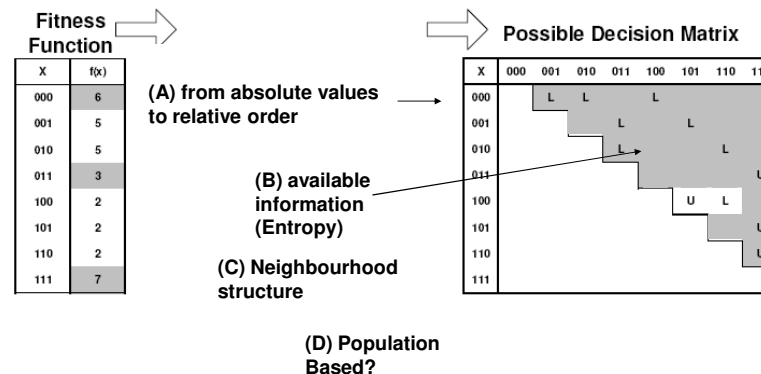 Fitness
Function
Possible Decision Matrix
X f(x)
000 6
001 5
010 5
011 3
100 2
101 2
110 2
111 7
(A) from absolute values
to relative order
(B) available
information
(Entropy)
(C) Neighbourhood
structure
(D) Population
Based?
X 000 001 010 011 100 101 110
000 L L L
001 L L
010 L L
011
100 U L
101
110
111